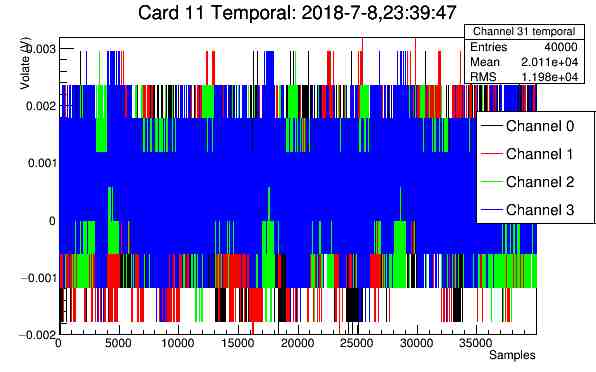 Card 11 Temporal: 2018-7-8,23:39:47
Channel 31 temporal
Entries 40000
Mean 2.011e+04
RMS 1.198e+04
Volate (V)
0.003
0.002
0.001
0
−0.001
−0.002
Channel 0
Channel 1
Channel 2
Channel 3
0 5000 10000 15000 20000 25000 30000 35000
Samples